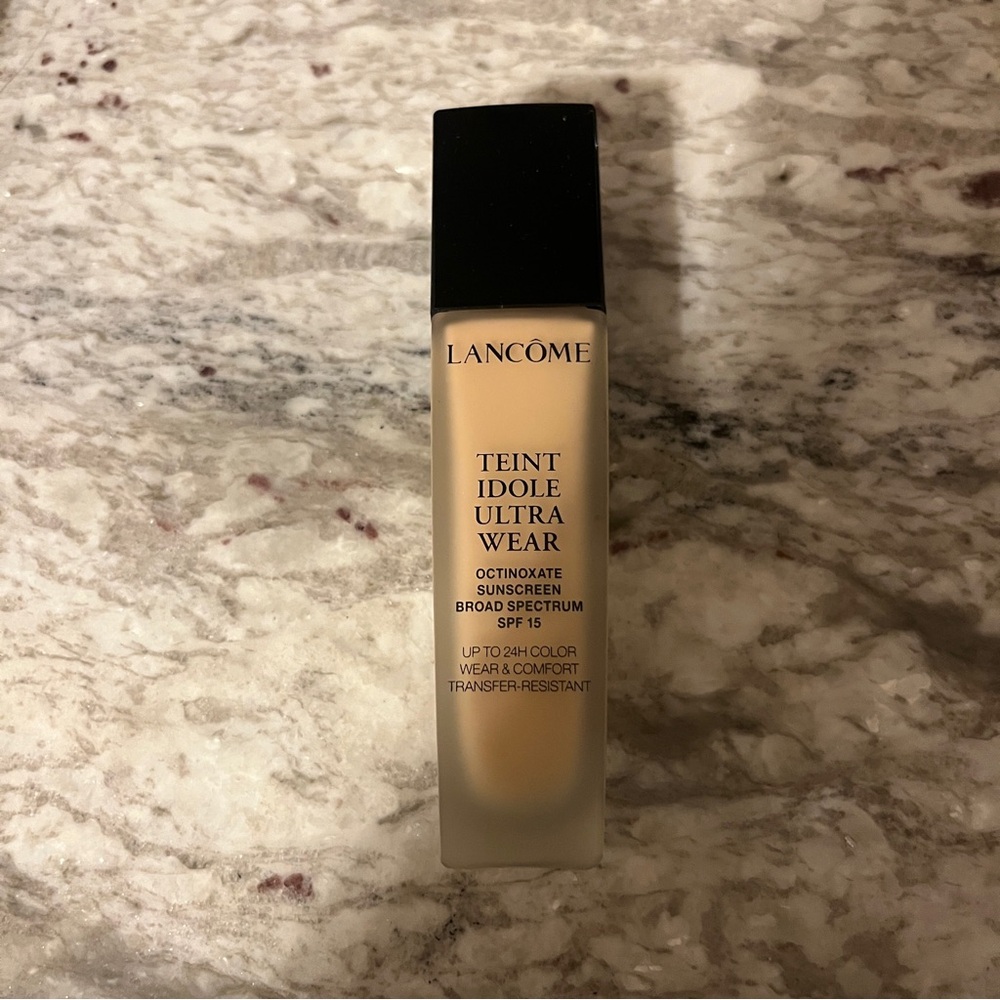 LANCÔME
TEINT
IDOLE
ULTRA
WEAR
OCTINOXATE
SUNSCREEN
BROAD SPECTRUM
SPF 15
UP TO 24H COLOR
WEAR & COMFORT
TRANSFER-RESISTANT